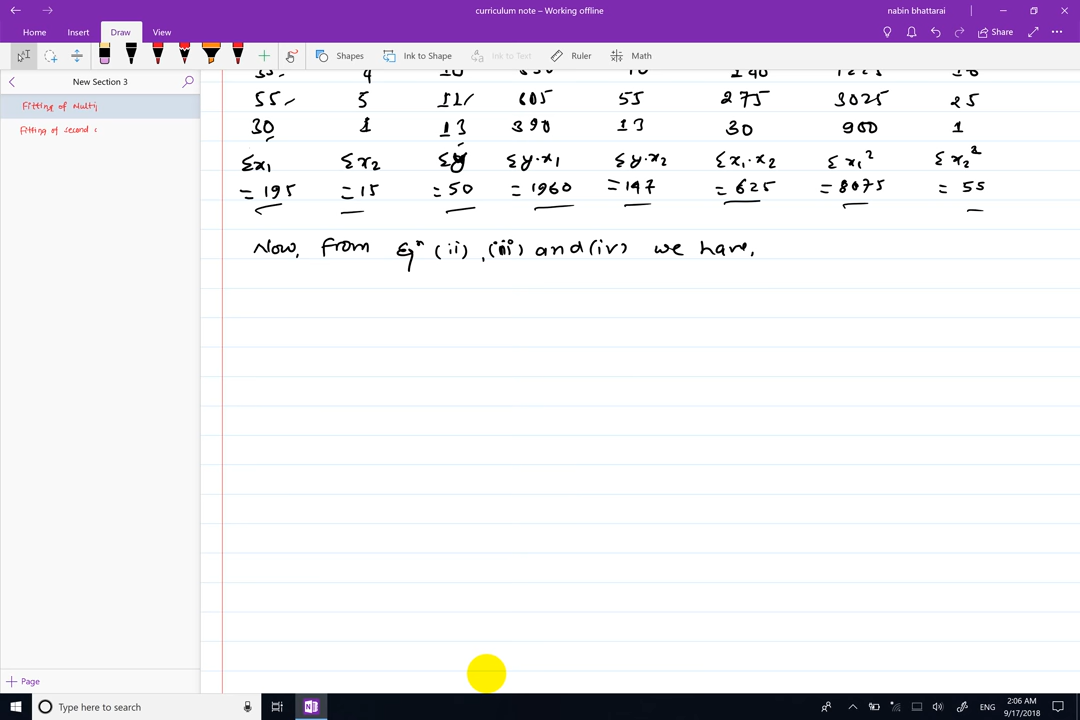 curriculum note – Working offline
nabin bhattarai
Home Insert Draw View
Share
Shapes Ink to Shape Ink to Text Ruler Math
New Section 3
Fitting of Multi
Fitting of second
55 5 11 605 55 275 3025 25
30 1 13 390 13 30 900 1
Σx₁ Σx₂ Σy Σy·x₁ Σy·x₂ Σx₁·x₂ Σx₁² Σx₂²
=195 =15 =50 =1960 =147 =625 =8075 =55
Now, from Eqⁿ (ii), (iii) and (iv) we have,
+ Page
Type here to search
ENG
2:06 AM
9/17/2018